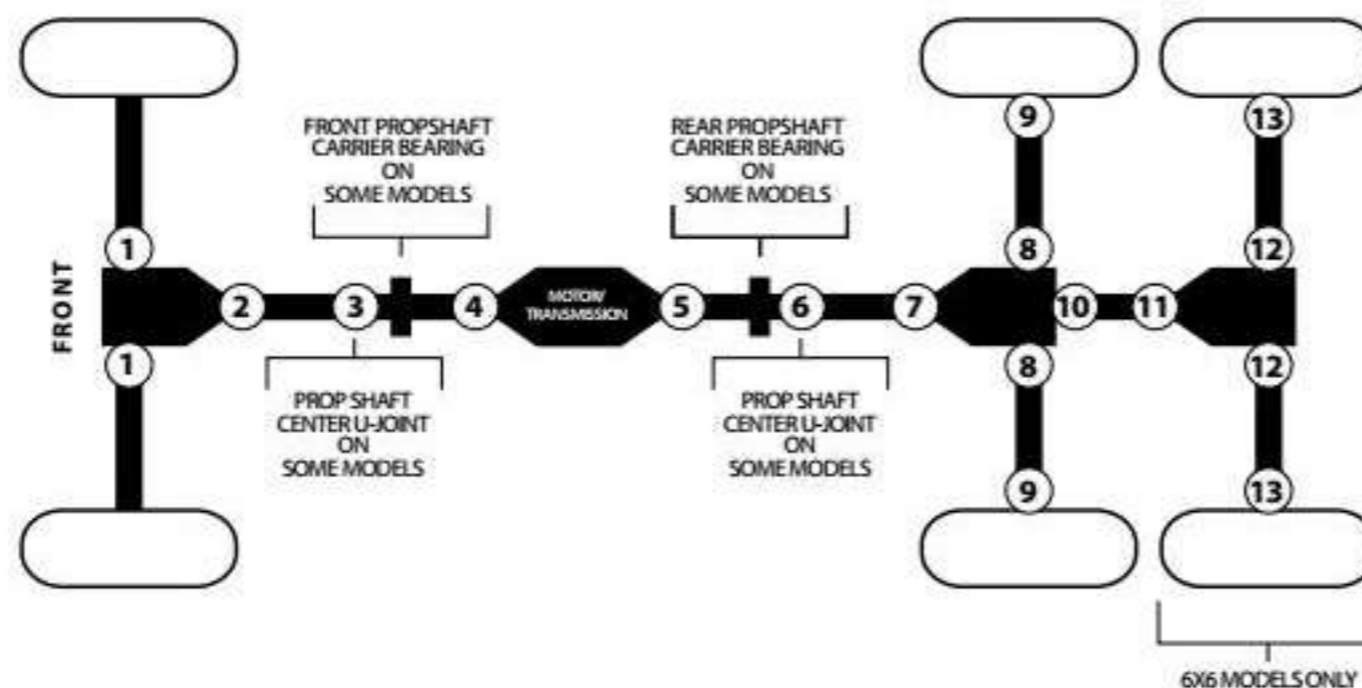 9
13
FRONT PROPSHAFT
CARRIER BEARING
ON
SOME MODELS
REAR PROPSHAFT
CARRIER BEARING
ON
SOME MODELS
1
8
12
FRONT
2
3
4
MOTOR/
TRANSMISSION
5
6
7
10
11
1
8
12
PROP SHAFT
CENTER U-JOINT
ON
SOME MODELS
PROP SHAFT
CENTER U-JOINT
ON
SOME MODELS
9
13
6X6 MODELS ONLY